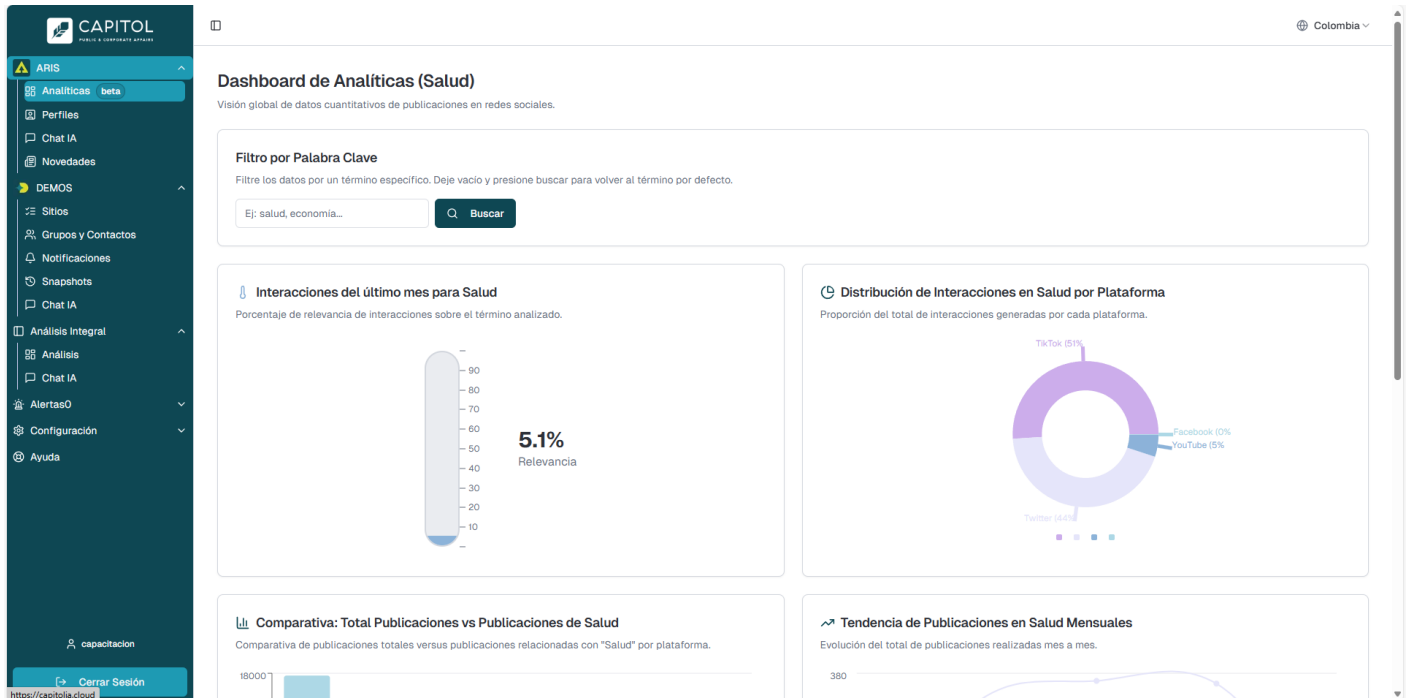 CAPITOL
PUBLIC & CORPORATE AFFAIRS
Colombia
ARIS
Analíticas beta
Perfiles
Chat IA
Novedades
DEMOS
Sitios
Grupos y Contactos
Notificaciones
Snapshots
Chat IA
Análisis Integral
Análisis
Chat IA
Alertas0
Configuración
Ayuda
capacitacion
Cerrar Sesión
https://capitolia.cloud
Dashboard de Analíticas (Salud)
Visión global de datos cuantitativos de publicaciones en redes sociales.
Filtro por Palabra Clave
Filtre los datos por un término específico. Deje vacío y presione buscar para volver al término por defecto.
Ej: salud, economía...
Buscar
Interacciones del último mes para Salud
Porcentaje de relevancia de interacciones sobre el término analizado.
90
80
70
60
50
40
30
20
10
5.1%
Relevancia
Distribución de Interacciones en Salud por Plataforma
Proporción del total de interacciones generadas por cada plataforma.
TikTok (51%
Facebook (0%
YouTube (5%
Twitter (44%
Comparativa: Total Publicaciones vs Publicaciones de Salud
Comparativa de publicaciones totales versus publicaciones relacionadas con "Salud" por plataforma.
18000
Tendencia de Publicaciones en Salud Mensuales
Evolución del total de publicaciones realizadas mes a mes.
380